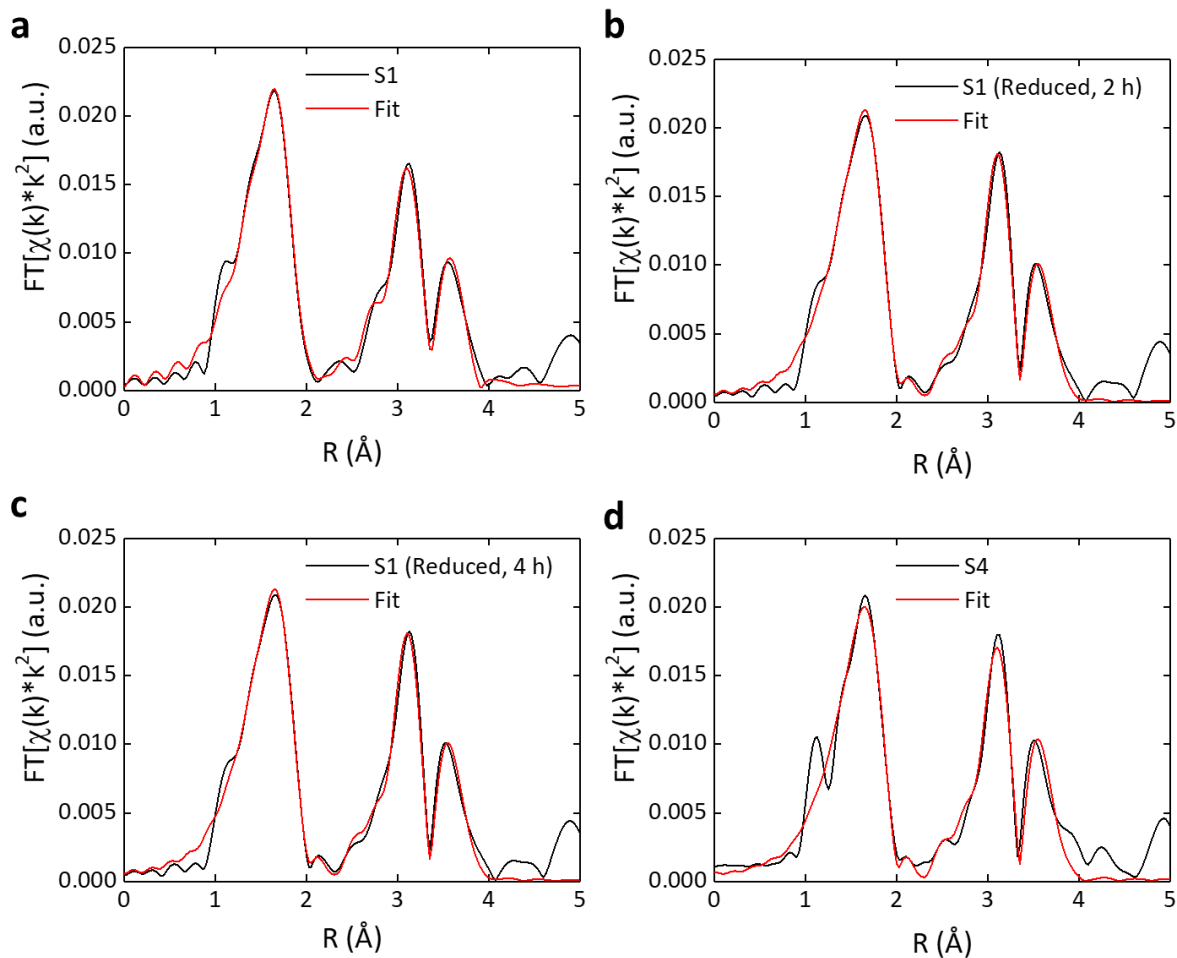 a
S1
Fit
0.025
0.020
0.015
0.010
0.005
0.000
0 1 2 3 4 5
R (Å)
FT[χ(k)*k²] (a.u.)
b
S1 (Reduced, 2 h)
Fit
0.025
0.020
0.015
0.010
0.005
0.000
0 1 2 3 4 5
R (Å)
FT[χ(k)*k²] (a.u.)
c
S1 (Reduced, 4 h)
Fit
0.025
0.020
0.015
0.010
0.005
0.000
0 1 2 3 4 5
R (Å)
FT[χ(k)*k²] (a.u.)
d
S4
Fit
0.025
0.020
0.015
0.010
0.005
0.000
0 1 2 3 4 5
R (Å)
FT[χ(k)*k²] (a.u.)